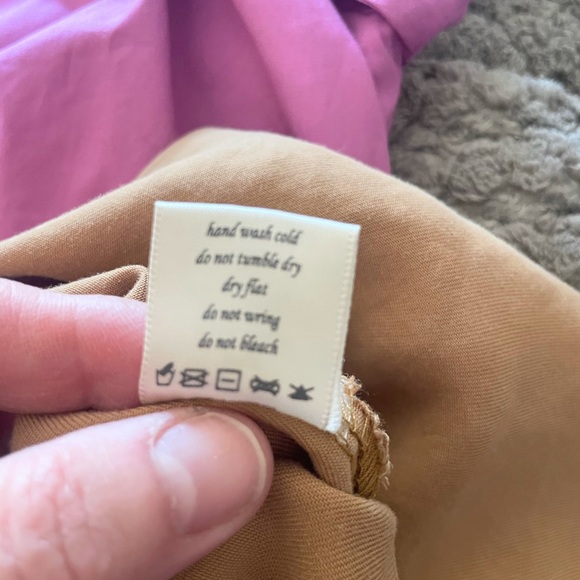 hand wash cold
do not tumble dry
dry flat
do not wring
do not bleach